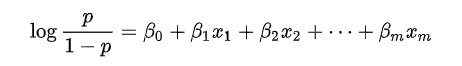 log p / (1 − p) = β₀ + β₁x₁ + β₂x₂ + ⋯ + βₘxₘ